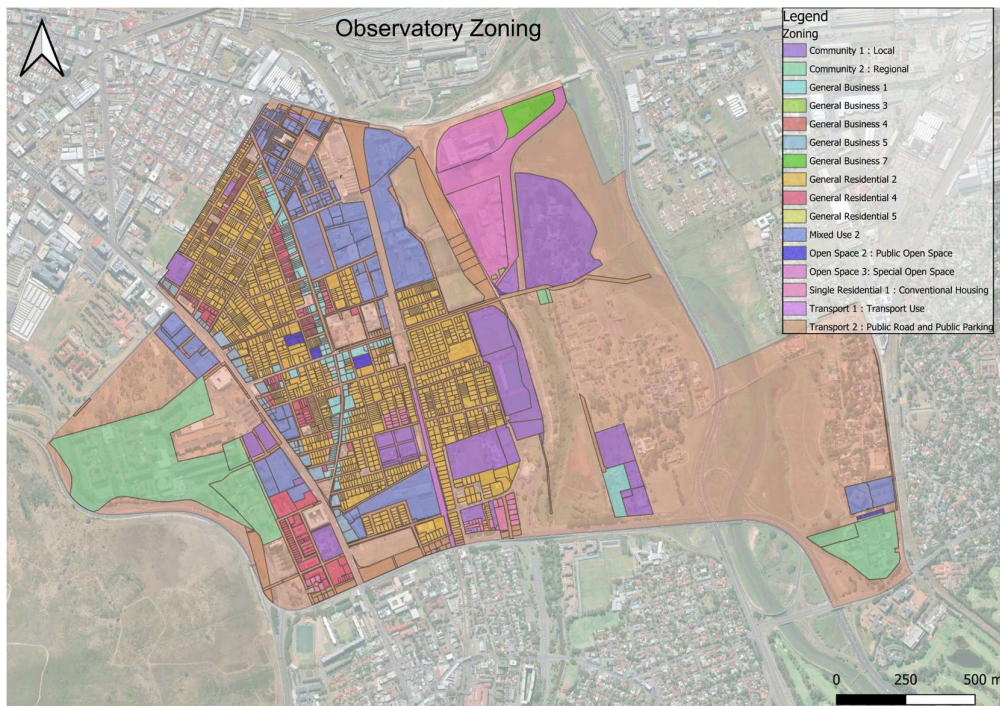 Observatory Zoning
Legend
Zoning
Community 1 : Local
Community 2 : Regional
General Business 1
General Business 3
General Business 4
General Business 5
General Business 7
General Residential 2
General Residential 4
General Residential 5
Mixed Use 2
Open Space 2 : Public Open Space
Open Space 3: Special Open Space
Single Residential 1 : Conventional Housing
Transport 1 : Transport Use
Transport 2 : Public Road and Public Parking
0 250 500 m